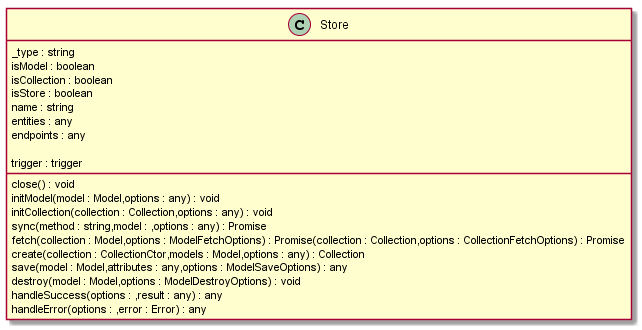 C Store
_type : string
isModel : boolean
isCollection : boolean
isStore : boolean
name : string
entities : any
endpoints : any
trigger : trigger
close() : void
initModel(model : Model,options : any) : void
initCollection(collection : Collection,options : any) : void
sync(method : string,model : ,options : any) : Promise
fetch(collection : Model,options : ModelFetchOptions) : Promise(collection : Collection,options : CollectionFetchOptions) : Promise
create(collection : CollectionCtor,models : Model,options : any) : Collection
save(model : Model,attributes : any,options : ModelSaveOptions) : any
destroy(model : Model,options : ModelDestroyOptions) : void
handleSuccess(options : ,result : any) : any
handleError(options : ,error : Error) : any